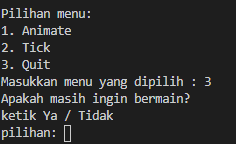 Pilihan menu:
1. Animate
2. Tick
3. Quit
Masukkan menu yang dipilih : 3
Apakah masih ingin bermain?
ketik Ya / Tidak
pilihan: